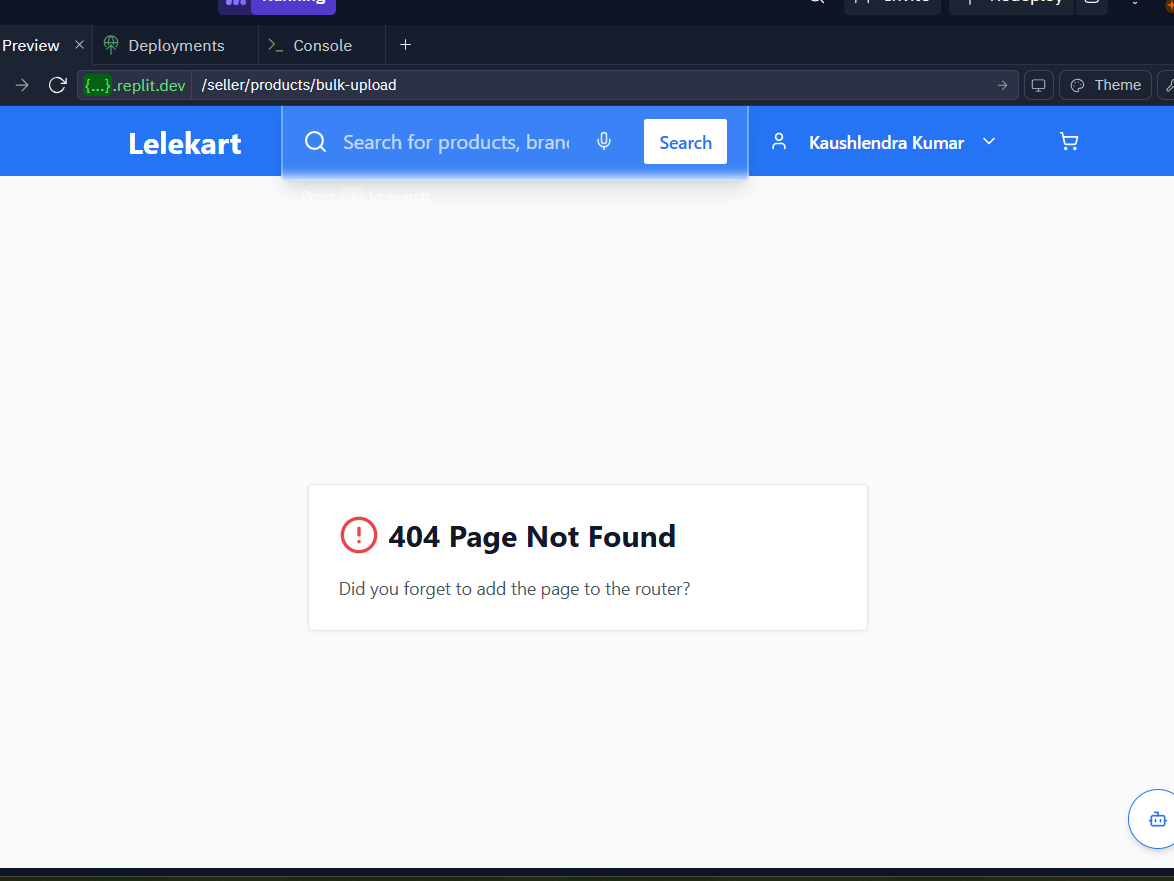 Running
Invite
Redeploy
Preview
Deployments
Console
{...}.replit.dev
/seller/products/bulk-upload
Theme
Lelekart
Search for products, bran
Search
Kaushlendra Kumar
Press / to search
404 Page Not Found
Did you forget to add the page to the router?